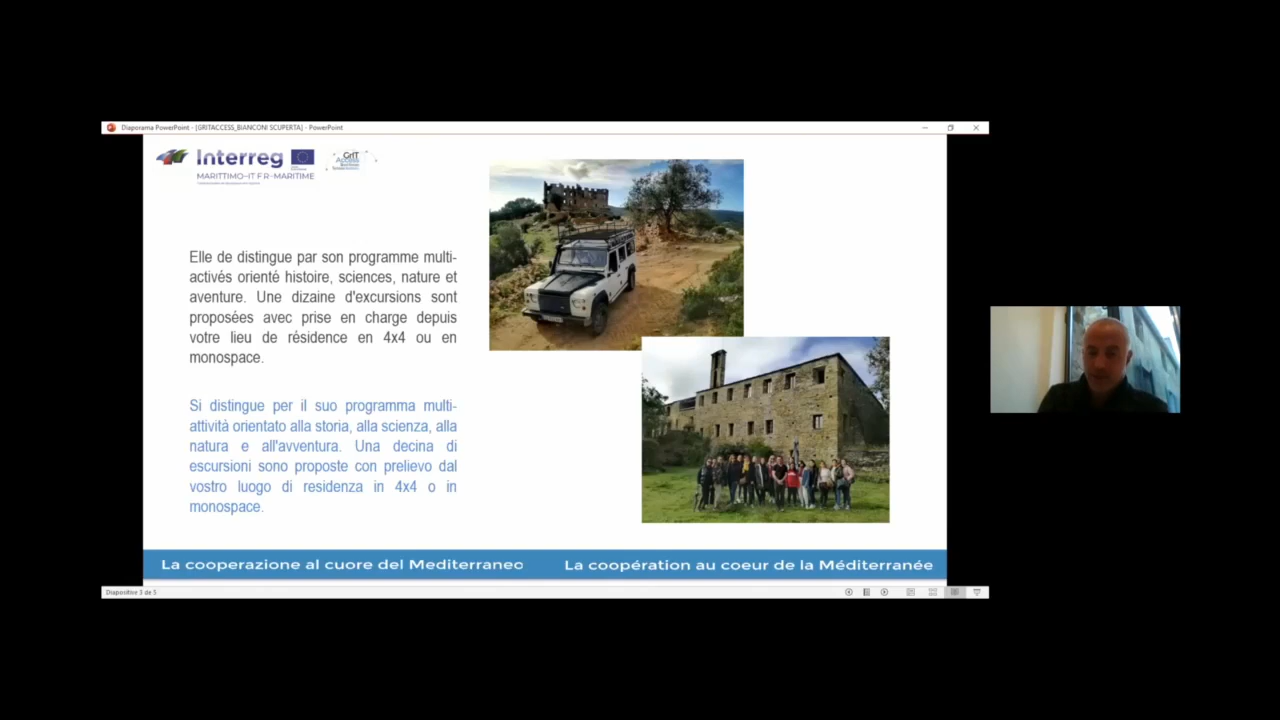 Diaporama PowerPoint - [GRITACCESS_BIANCONI SCUPERTA] - PowerPoint
Interreg
MARITTIMO-IT FR-MARITIME
GrIT
Access
Elle de distingue par son programme multi-
activés orienté histoire, sciences, nature et
aventure. Une dizaine d'excursions sont
proposées avec prise en charge depuis
votre lieu de résidence en 4x4 ou en
monospace.
Si distingue per il suo programma multi-
attività orientato alla storia, alla scienza, alla
natura e all'avventura. Una decina di
escursioni sono proposte con prelievo dal
vostro luogo di residenza in 4x4 o in
monospace.
La cooperazione al cuore del Mediterraneo
La coopération au coeur de la Méditerranée
Diapositive 3 de 5